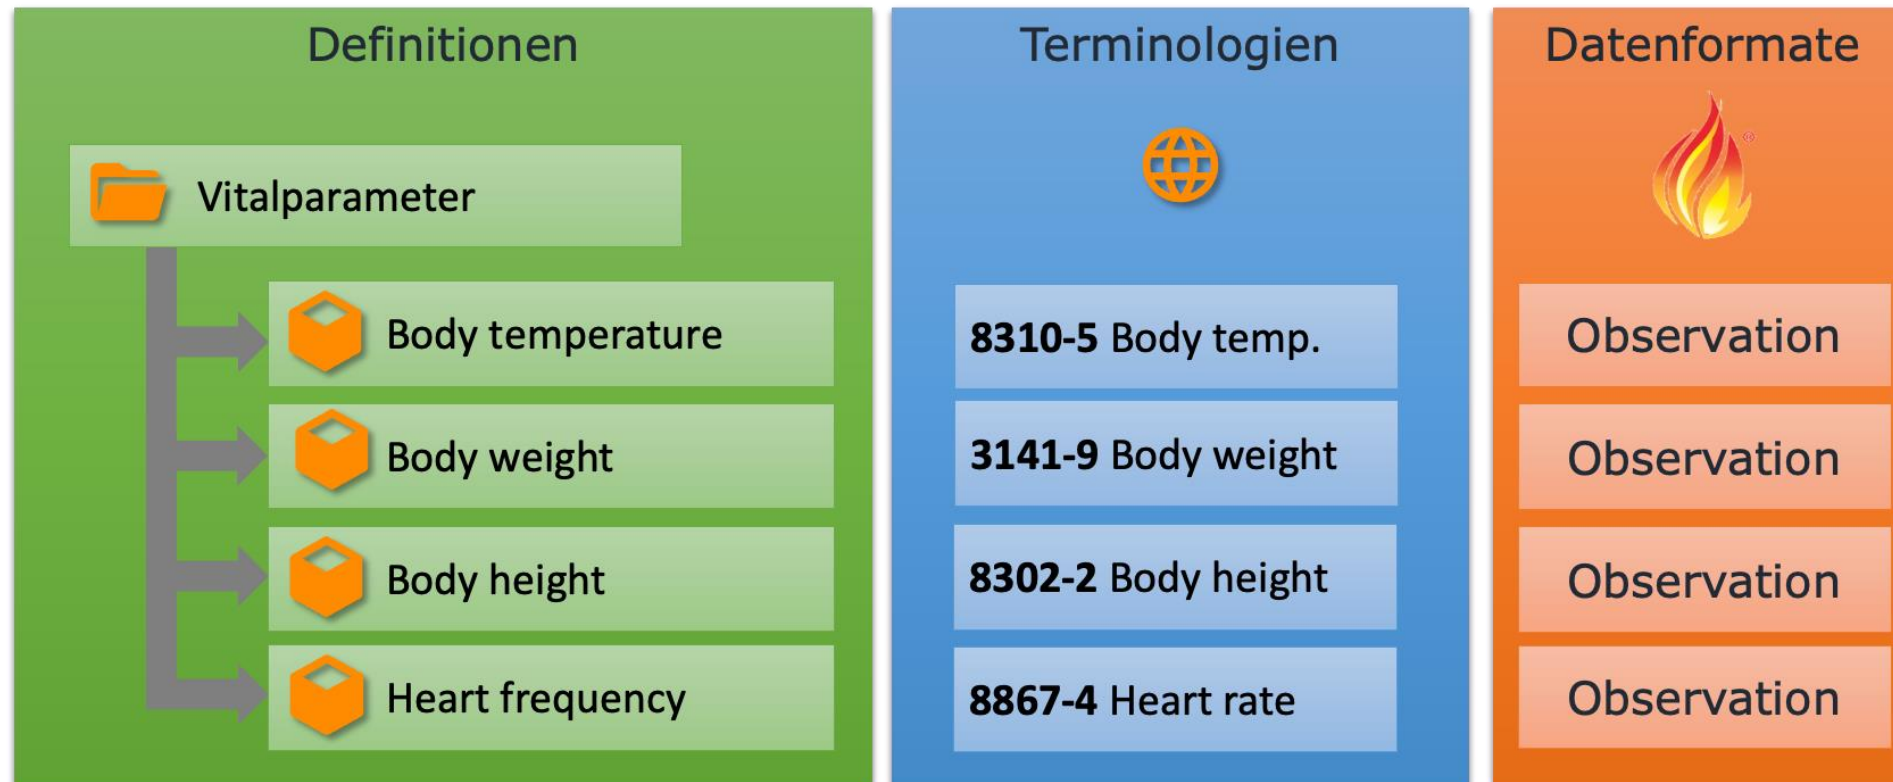 Definitionen
Vitalparameter
Body temperature
Body weight
Body height
Heart frequency
Terminologien
8310-5 Body temp.
3141-9 Body weight
8302-2 Body height
8867-4 Heart rate
Datenformate
®
Observation
Observation
Observation
Observation